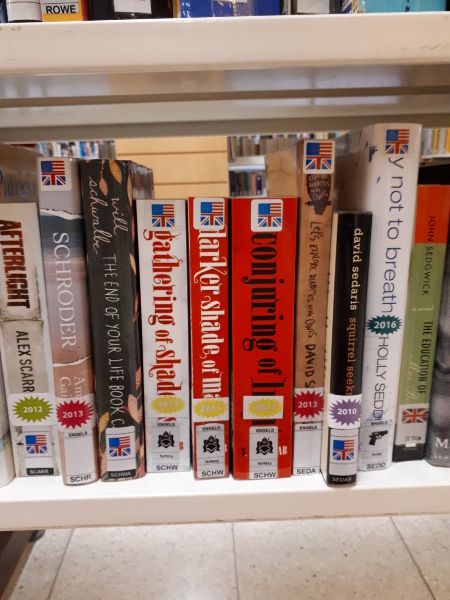 ROWE
AFTERLIGHT
ALEX SCARR
2012
SCARR
SCHRODER
2013
ENGELS
SCHR
will schwalbe
THE END OF YOUR LIFE BOOK C
SCHWA
gathering of shad
ENGELS
fantasy
SCHW
darker shade of ma
ENGELS
fantasy
SCHW
conjuring of
AB
ENGELS
fantasy
SCHW
LET'S EXPLORE DIABETES WITH OWLS
DAVID S
2013
ENGELS
SEDA
david sedaris
squirrel seek
2010
SEDAR
y not to breath
2016
HOLLY SEDD
ENGELS
SEDD
JOHN SEDGWICK
THE EDUCATION OF
M